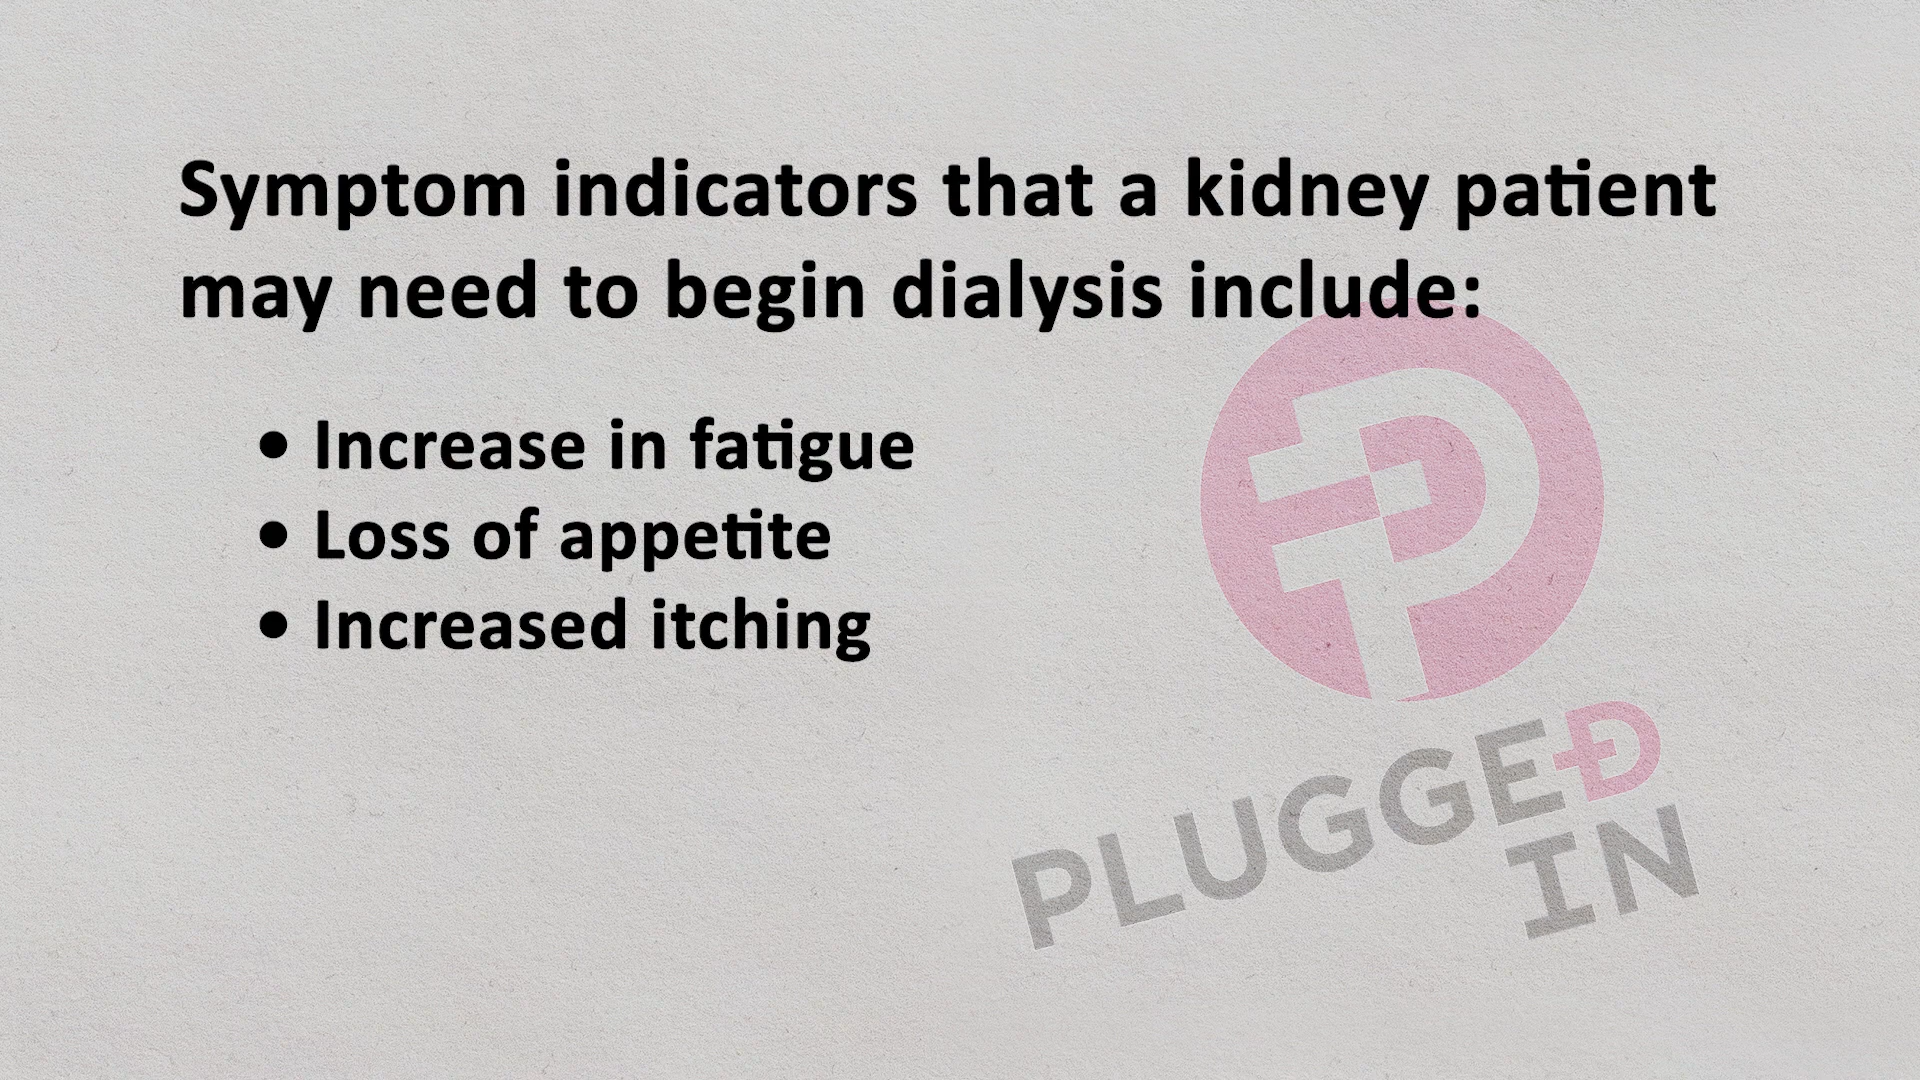 Symptom indicators that a kidney patient
may need to begin dialysis include:
• Increase in fatigue
• Loss of appetite
• Increased itching
PLUGGED
IN